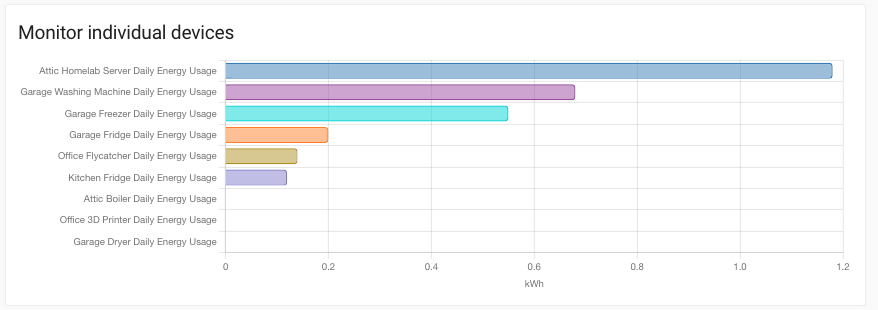 Monitor individual devices
Attic Homelab Server Daily Energy Usage
Garage Washing Machine Daily Energy Usage
Garage Freezer Daily Energy Usage
Garage Fridge Daily Energy Usage
Office Flycatcher Daily Energy Usage
Kitchen Fridge Daily Energy Usage
Attic Boiler Daily Energy Usage
Office 3D Printer Daily Energy Usage
Garage Dryer Daily Energy Usage
0 0.2 0.4 0.6 0.8 1.0 1.2
kWh